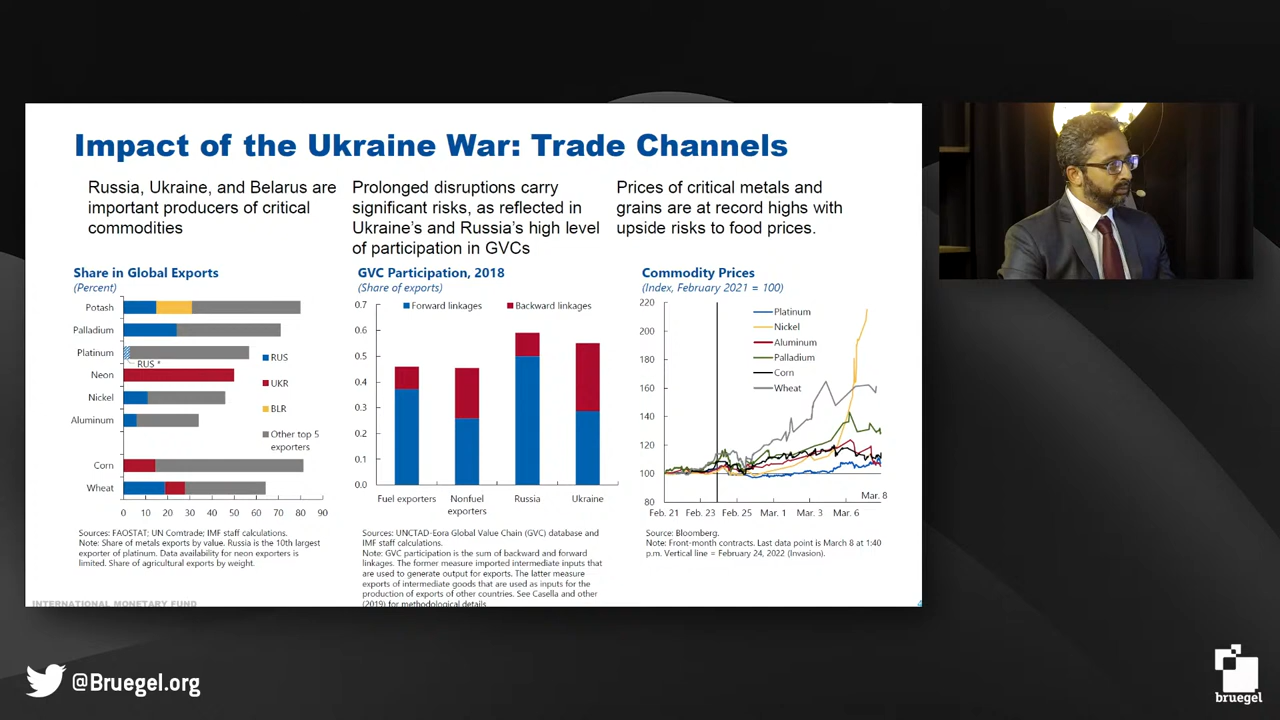 Impact of the Ukraine War: Trade Channels
Russia, Ukraine, and Belarus are
important producers of critical
commodities
Prolonged disruptions carry
significant risks, as reflected in
Ukraine's and Russia's high level
of participation in GVCs
Prices of critical metals and
grains are at record highs with
upside risks to food prices.
Share in Global Exports
(Percent)
Potash
Palladium
Platinum
RUS *
Neon
Nickel
Aluminum
Corn
Wheat
RUS
UKR
BLR
Other top 5
exporters
0 10 20 30 40 50 60 70 80 90
Sources: FAOSTAT; UN Comtrade; IMF staff calculations.
Note: Share of metals exports by value. Russia is the 10th largest
exporter of platinum. Data availability for neon exporters is
limited. Share of agricultural exports by weight.
GVC Participation, 2018
(Share of exports)
Forward linkages Backward linkages
0.7
0.6
0.5
0.4
0.3
0.2
0.1
0.0
Fuel exporters Nonfuel exporters Russia Ukraine
Sources: UNCTAD-Eora Global Value Chain (GVC) database and
IMF staff calculations.
Note: GVC participation is the sum of backward and forward
linkages. The former measure imported intermediate inputs that
are used to generate output for exports. The latter measure
exports of intermediate goods that are used as inputs for the
production of exports of other countries. See Casella and other
(2019) for methodological details.
Commodity Prices
(Index, February 2021 = 100)
220
200
180
160
140
120
100
80
Platinum
Nickel
Aluminum
Palladium
Corn
Wheat
Mar. 8
Feb. 21 Feb. 23 Feb. 25 Mar. 1 Mar. 3 Mar. 6
Source: Bloomberg.
Note: Front-month contracts. Last data point is March 8 at 1:40
p.m. Vertical line = February 24, 2022 (Invasion).
INTERNATIONAL MONETARY FUND
@Bruegel.org
bruegel